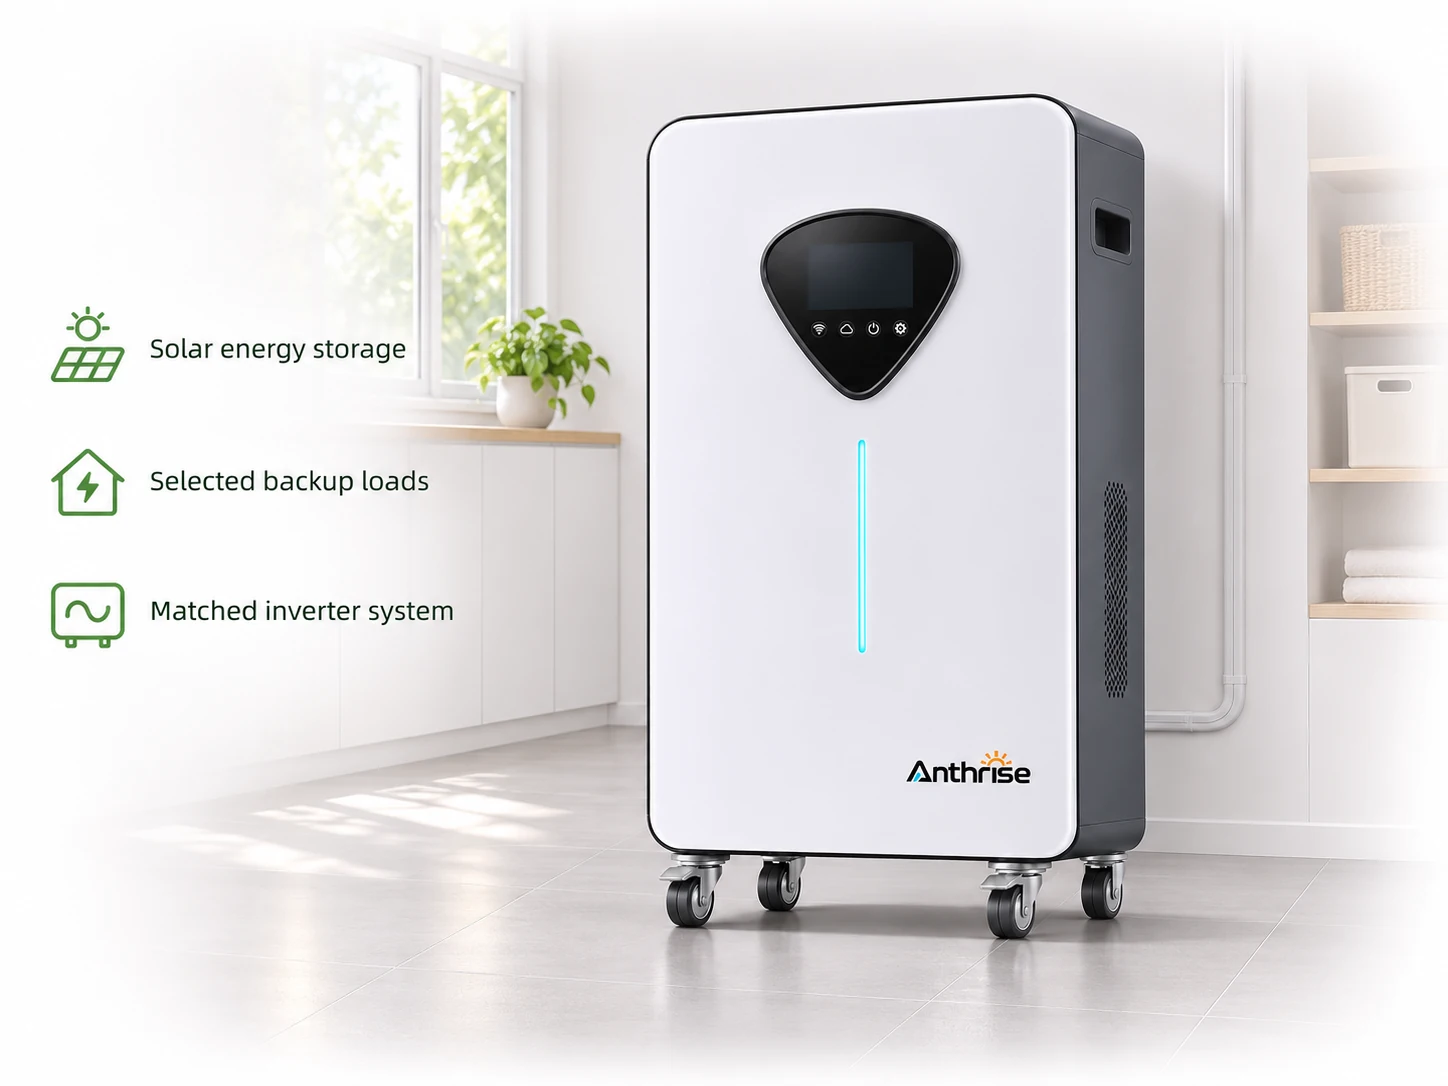 Solar energy storage
Selected backup loads
Matched inverter system
Anthrise